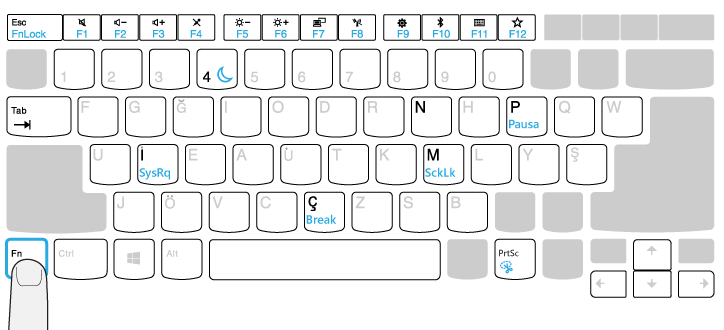 Esc
FnLock
F1
F2
F3
F4
F5
F6
F7
F8
F9
F10
F11
F12
1 2 3 4 5 6 7 8 9 0
Tab F G Ğ I O D R N P Q W
Pausa
U İ E A Ü T K M L Y Ş
SysRq SckLk
J Ö V C Ç Z S B
Break
Fn Ctrl Alt PrtSc